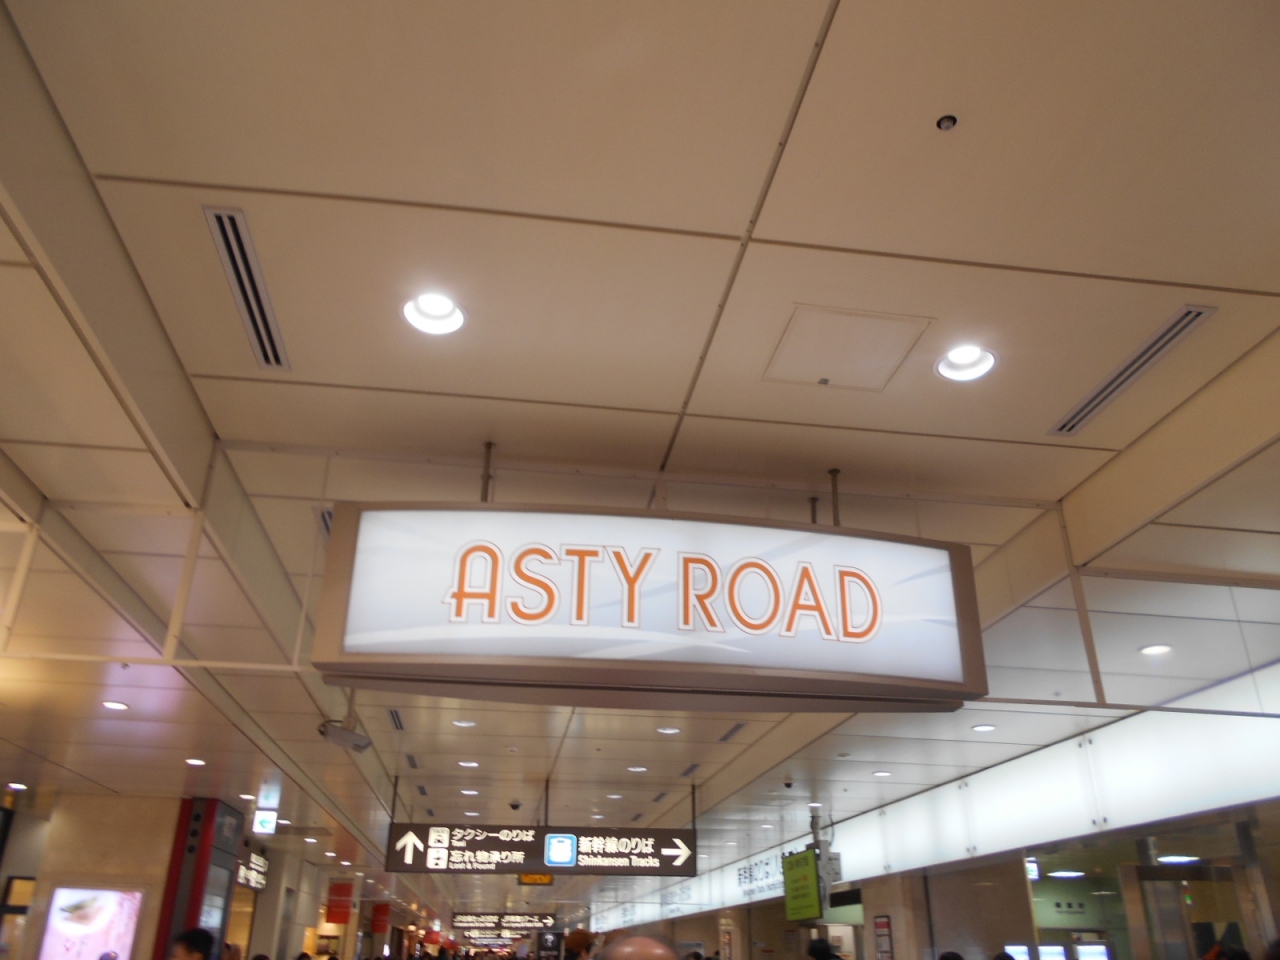 ASTY ROAD
タクシーのりば
Taxi
忘れ物承り所
Lost & Found
新幹線のりば
Shinkansen Tracks